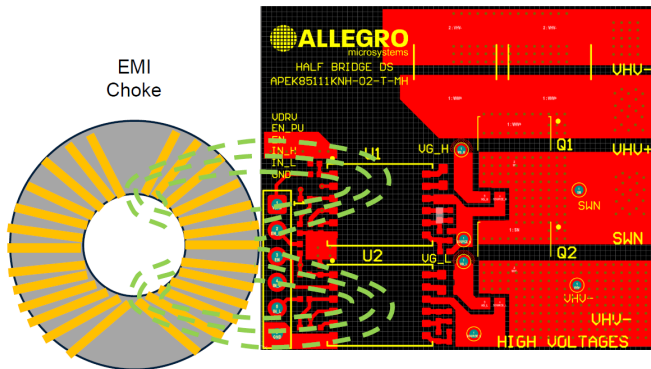 EMI
Choke
ALLEGRO
microsystems
HALF BRIDGE DS
APEK85111KNH-02-T-MH
VHV-
VDRV
EN_PU
EN
IN_H
IN_L
GND
U1
VG_H
Q1
VHV+
SWN
SWN
U2
VG_L
Q2
VHV-
VHV-
HIGH VOLTAGES